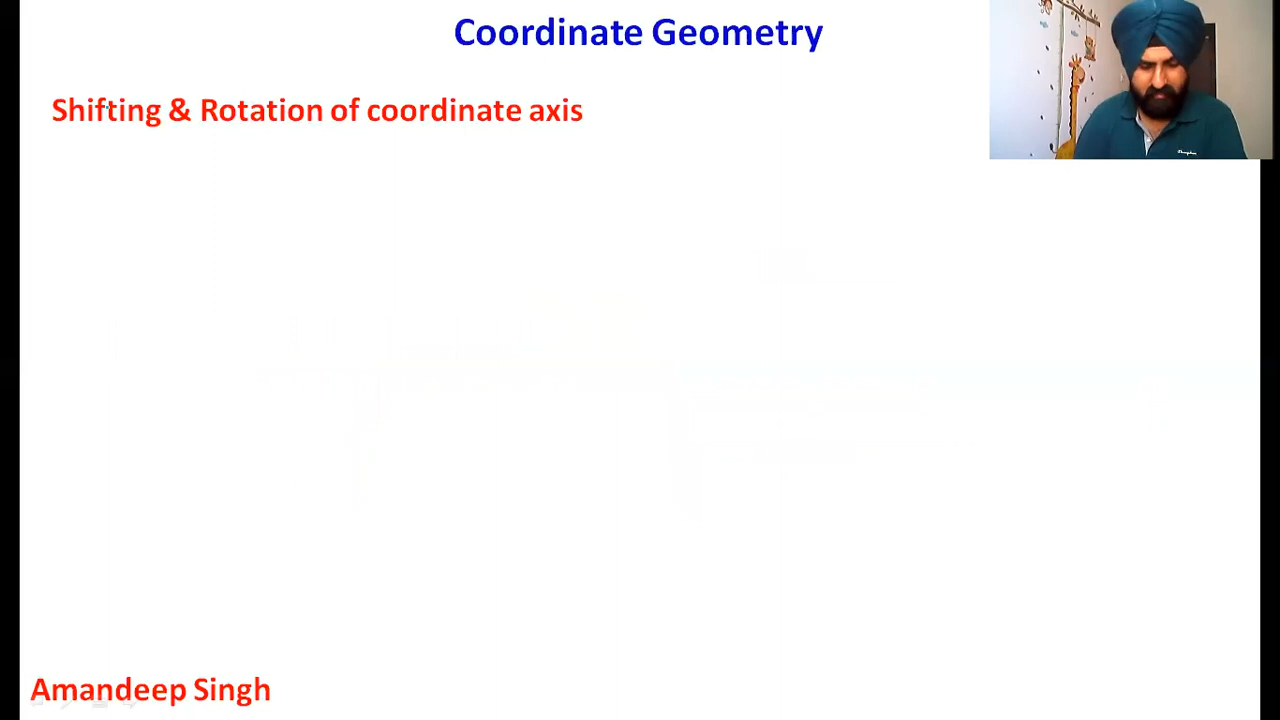 Coordinate Geometry
Shifting & Rotation of coordinate axis
Amandeep Singh